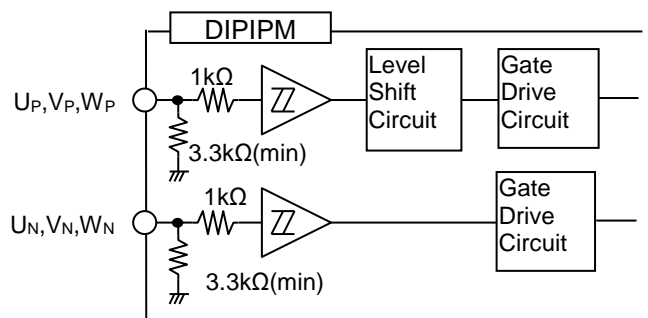 DIPIPM
1kΩ
UP,VP,WP
3.3kΩ(min)
Level
Shift
Circuit
Gate
Drive
Circuit
1kΩ
UN,VN,WN
3.3kΩ(min)
Gate
Drive
Circuit